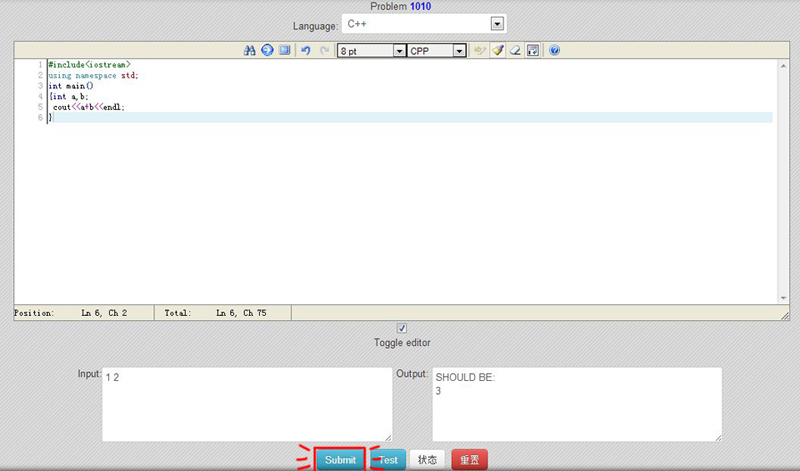 Problem 1010
Language: C++
8 pt CPP
1 #include<iostream>
2 using namespace std;
3 int main()
4 {int a,b;
5 cout<<a+b<<endl;
6 }
Position: Ln 6, Ch 2 Total: Ln 6, Ch 75
Toggle editor
Input: 1 2 Output: SHOULD BE:
3
Submit Test 状态 重置